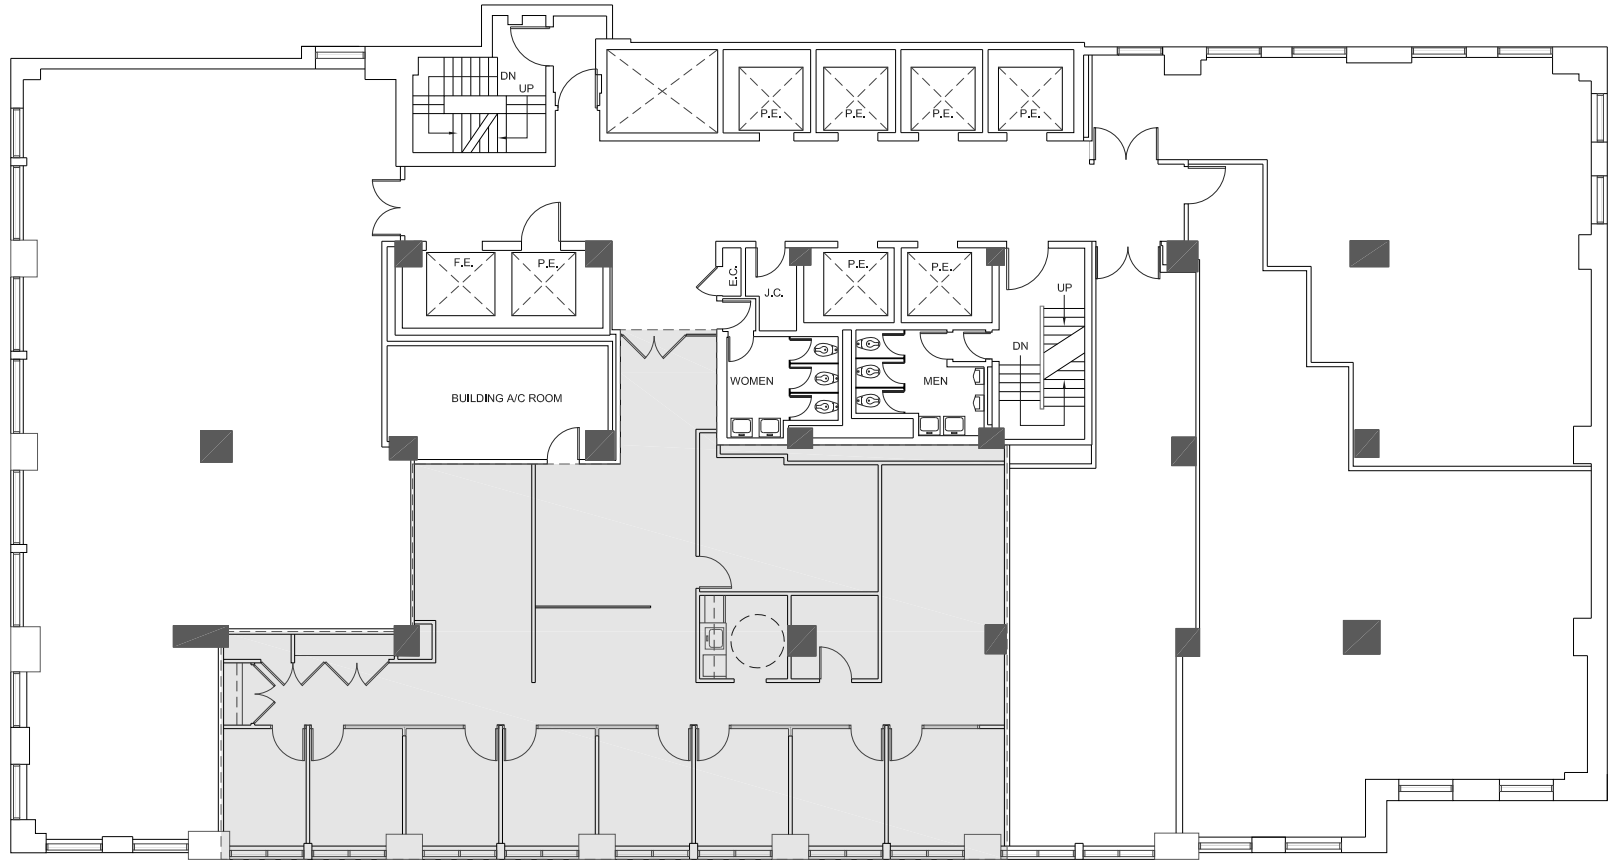 DN
UP
P.E.
P.E.
P.E.
P.E.
F.E.
P.E.
E.C.
J.C.
P.E.
P.E.
UP
DN
WOMEN
MEN
BUILDING A/C ROOM